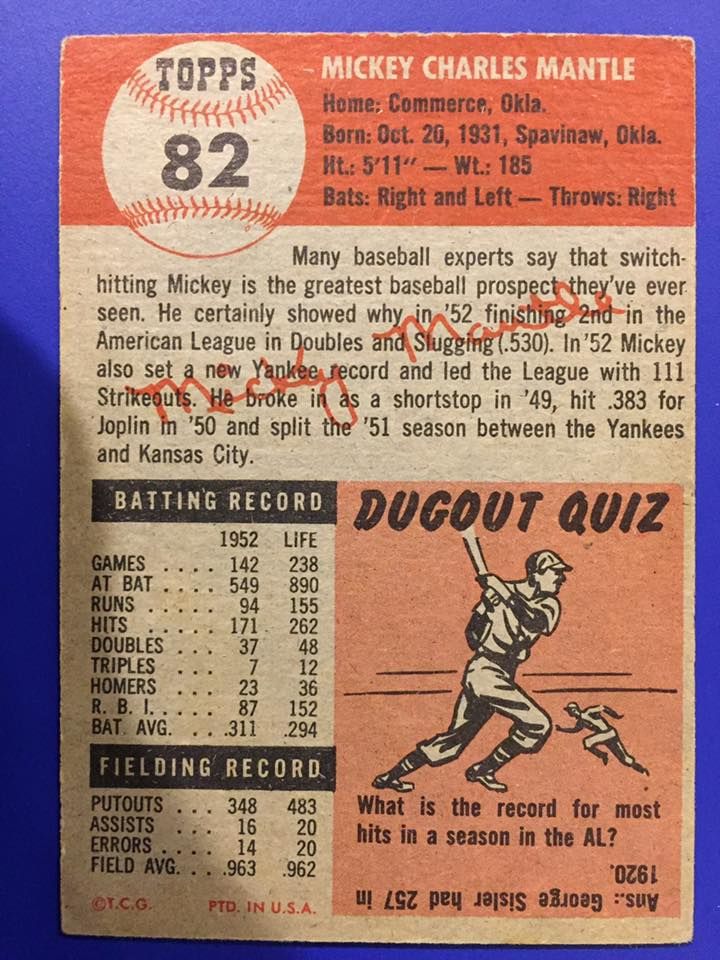 TOPPS
82
MICKEY CHARLES MANTLE
Home: Commerce, Okla.
Born: Oct. 20, 1931, Spavinaw, Okla.
Ht.: 5'11" — Wt.: 185
Bats: Right and Left — Throws: Right
Many baseball experts say that switch-
hitting Mickey is the greatest baseball prospect they've ever
seen. He certainly showed why in '52 finishing 2nd in the
American League in Doubles and Slugging (.530). In '52 Mickey
also set a new Yankee record and led the League with 111
Strikeouts. He broke in as a shortstop in '49, hit .383 for
Joplin in '50 and split the '51 season between the Yankees
and Kansas City.
Micky Mantle
BATTING RECORD
1952 LIFE
GAMES .... 142 238
AT BAT .... 549 890
RUNS ..... 94 155
HITS ..... 171 262
DOUBLES ... 37 48
TRIPLES ... 7 12
HOMERS ... 23 36
R. B. I. .... 87 152
BAT. AVG. ... .311 .294
FIELDING RECORD
PUTOUTS ... 348 483
ASSISTS ... 16 20
ERRORS .... 14 20
FIELD AVG. ... .963 .962
©T.C.G. PTD. IN U.S.A.
DUGOUT QUIZ
What is the record for most
hits in a season in the AL?
Ans.: George Sisler had 257 in
1920.